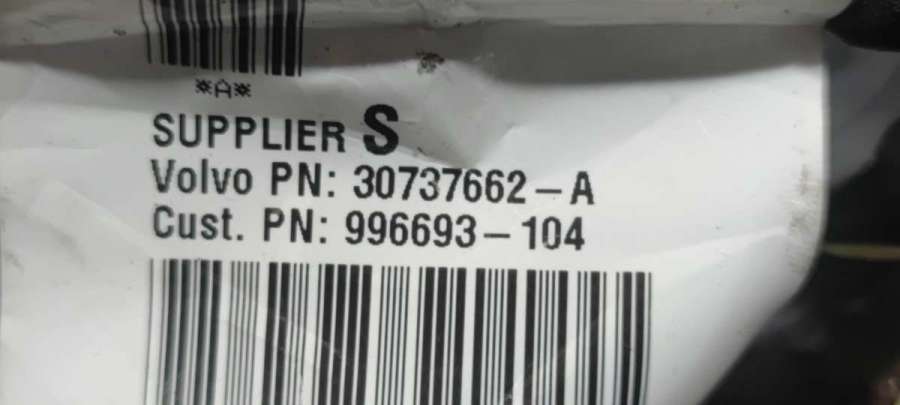 *A*
SUPPLIER S
Volvo PN: 30737662-A
Cust. PN: 996693-104